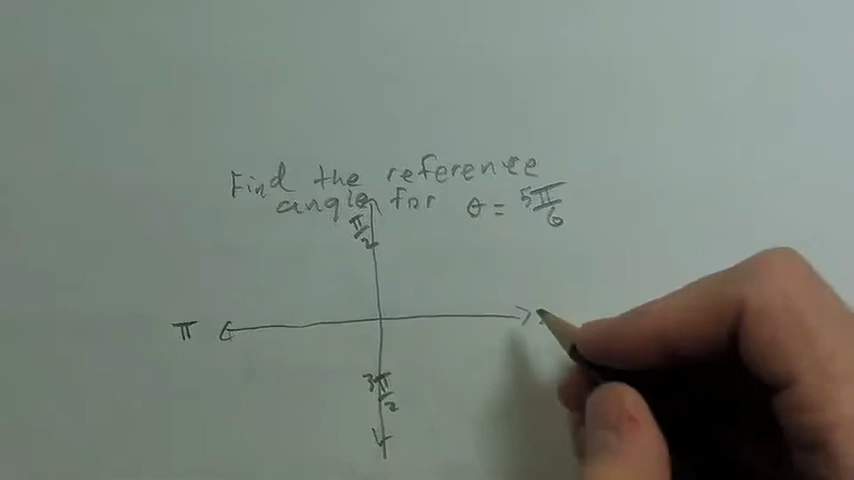 Find the reference
angle for θ = 5π/6
π/2
π
3π/2